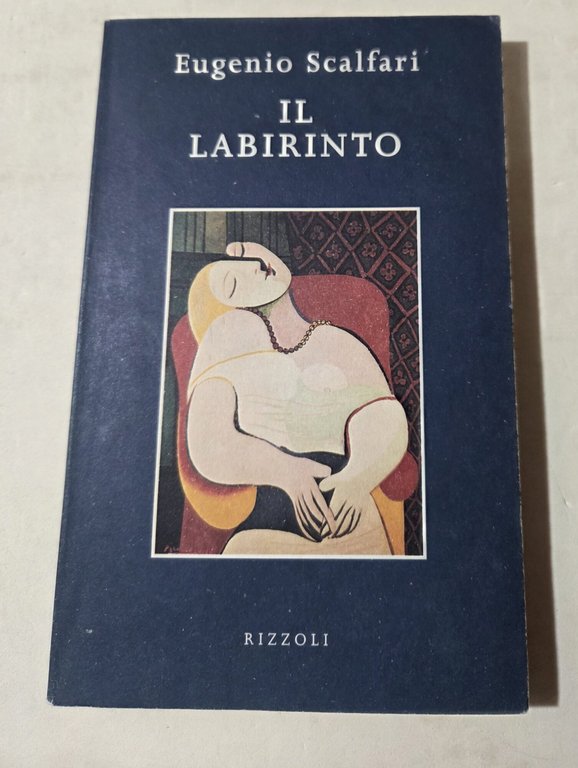 Eugenio Scalfari
IL
LABIRINTO
RIZZOLI